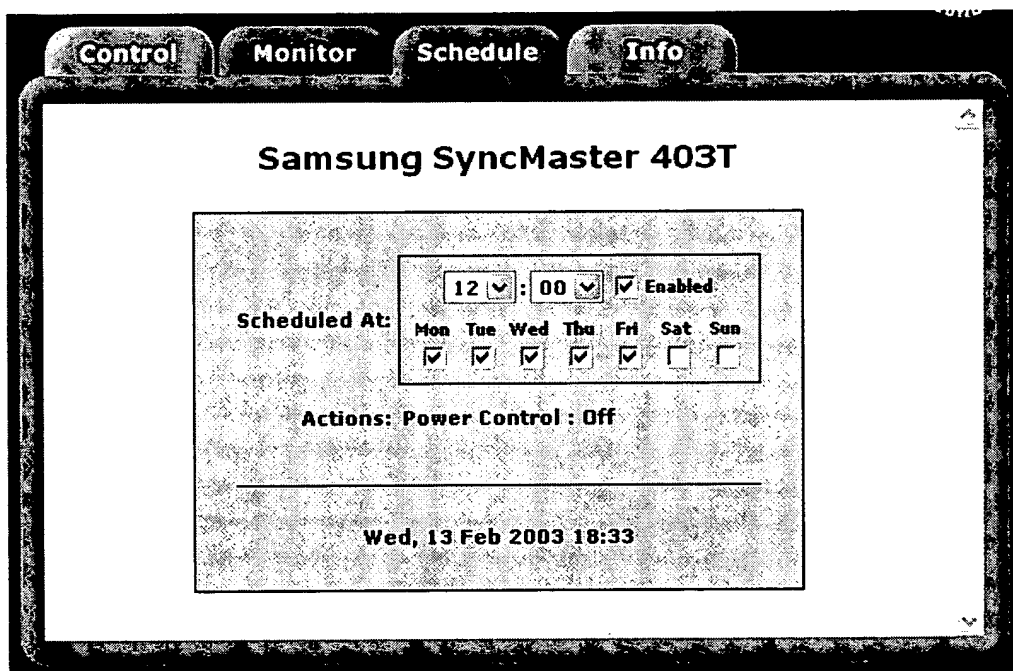 Control Monitor Schedule Info
Samsung SyncMaster 403T
12 : 00 Enabled
Scheduled At:
Mon Tue Wed Thu Fri Sat Sun
Actions: Power Control : Off
Wed, 13 Feb 2003 18:33